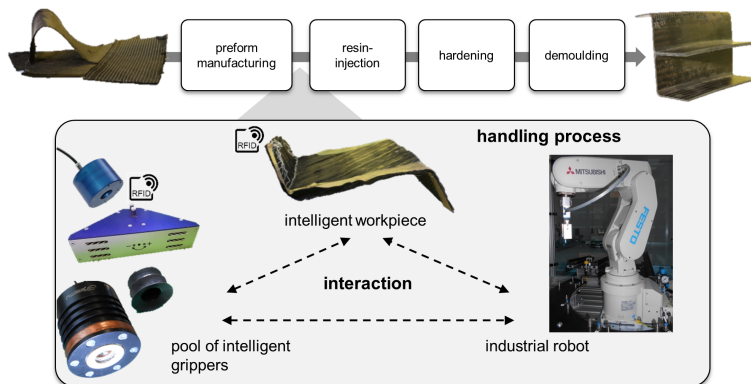 preform
manufacturing
resin-
injection
hardening
demoulding
RFID
handling process
MITSUBISHI
RFID
FESTO
intelligent workpiece
interaction
pool of intelligent
grippers
industrial robot